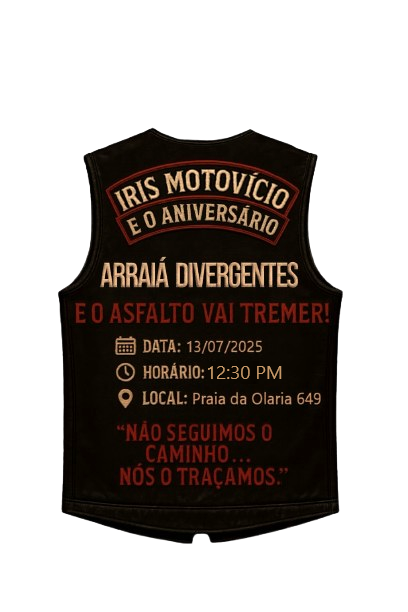 IRIS MOTOVÍCIO
E O ANIVERSÁRIO
ARRAIÁ DIVERGENTES
E O ASFALTO VAI TREMER!
DATA: 13/07/2025
HORÁRIO: 12:30 PM
LOCAL: Praia da Olaria 649
“NÃO SEGUIMOS O
CAMINHO...
NÓS O TRAÇAMOS.”